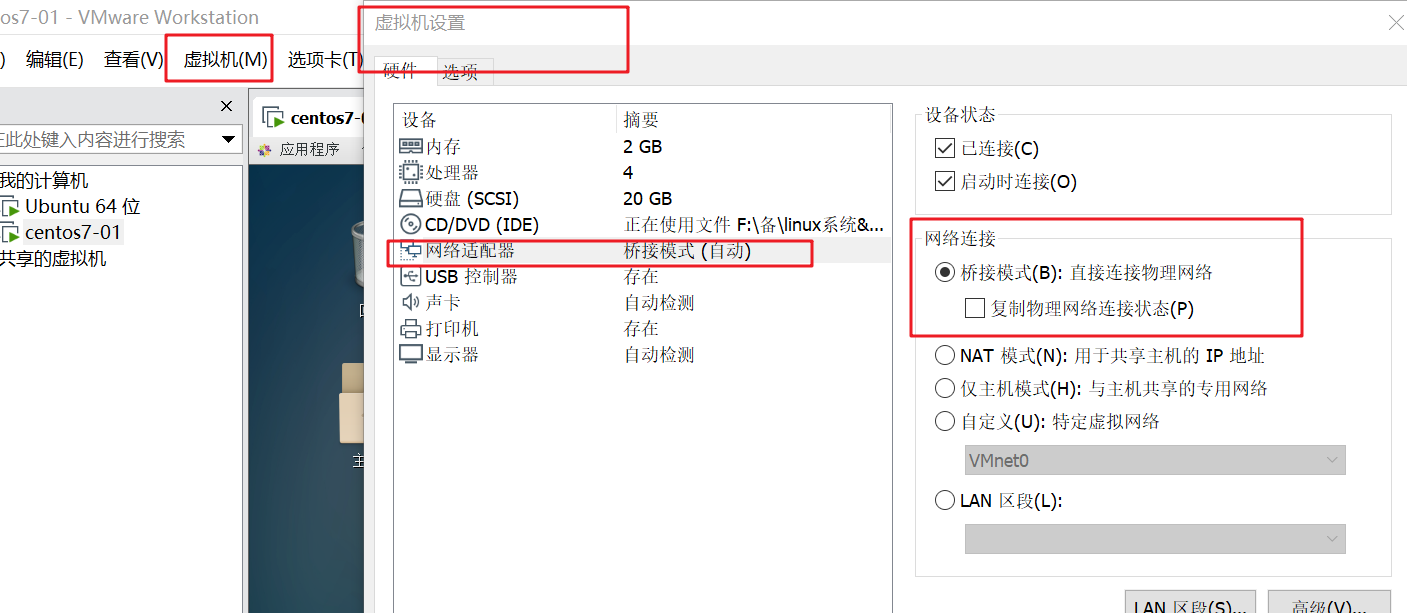 os7-01 - VMware Workstation
) 编辑(E) 查看(V) 虚拟机(M) 选项卡(T)
在此处键入内容进行搜索
我的计算机
Ubuntu 64 位
centos7-01
共享的虚拟机
centos7-0
应用程序
主
虚拟机设置
硬件 选项
设备 摘要
内存 2 GB
处理器 4
硬盘 (SCSI) 20 GB
CD/DVD (IDE) 正在使用文件 F:\备\linux系统&...
网络适配器 桥接模式 (自动)
USB 控制器 存在
声卡 自动检测
打印机 存在
显示器 自动检测
设备状态
已连接(C)
启动时连接(O)
网络连接
桥接模式(B): 直接连接物理网络
复制物理网络连接状态(P)
NAT 模式(N): 用于共享主机的 IP 地址
仅主机模式(H): 与主机共享的专用网络
自定义(U): 特定虚拟网络
VMnet0
LAN 区段(L):
LAN 区段(S)... 高级(V)...